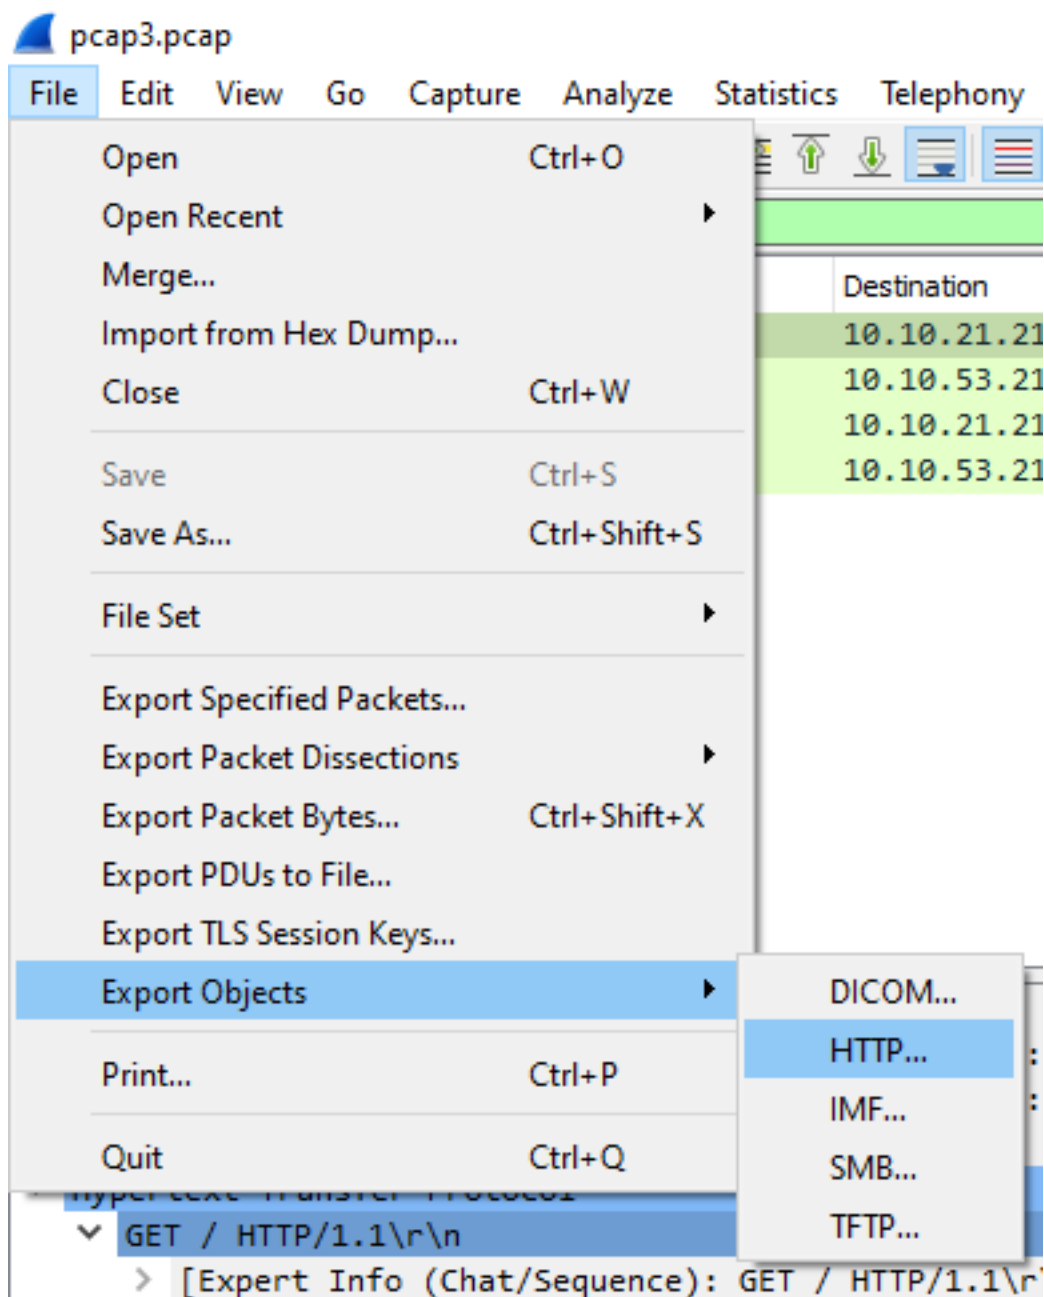 pcap3.pcap
File Edit View Go Capture Analyze Statistics Telephony
Open Ctrl+O
Open Recent
Merge...
Import from Hex Dump...
Close Ctrl+W
Save Ctrl+S
Save As... Ctrl+Shift+S
File Set
Export Specified Packets...
Export Packet Dissections
Export Packet Bytes... Ctrl+Shift+X
Export PDUs to File...
Export TLS Session Keys...
Export Objects
Print... Ctrl+P
Quit Ctrl+Q
Destination
10.10.21.21
10.10.53.21
10.10.21.21
10.10.53.21
DICOM...
HTTP...
IMF...
SMB...
TFTP...
Hypertext Transfer Protocol
GET / HTTP/1.1\r\n
[Expert Info (Chat/Sequence): GET / HTTP/1.1\r\